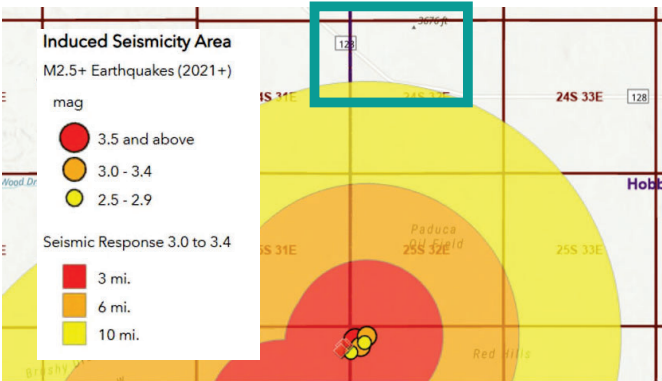 Induced Seismicity Area
M2.5+ Earthquakes (2021+)
mag
3.5 and above
3.0 - 3.4
2.5 - 2.9
Seismic Response 3.0 to 3.4
3 mi.
6 mi.
10 mi.
3676 ft
128
S 31E
24S 32E
24S 33E
128
Wood Dr
Hobb
Paduca
Oil Field
5S 31E
25S 32E
25S 33E
Red Hills
Brushy